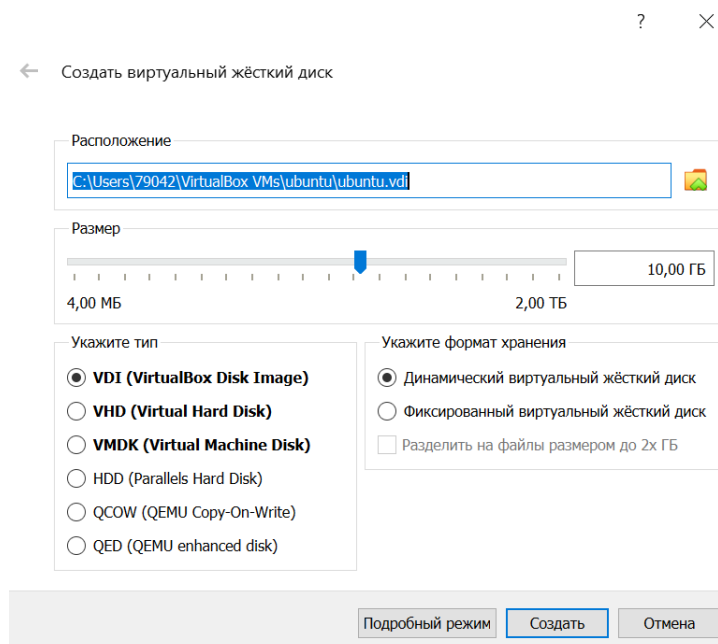 ?
Создать виртуальный жёсткий диск
Расположение
C:\Users\79042\VirtualBox VMs\ubuntu\ubuntu.vdi
Размер
10,00 ГБ
4,00 МБ 2,00 ТБ
Укажите тип
VDI (VirtualBox Disk Image)
VHD (Virtual Hard Disk)
VMDK (Virtual Machine Disk)
HDD (Parallels Hard Disk)
QCOW (QEMU Copy-On-Write)
QED (QEMU enhanced disk)
Укажите формат хранения
Динамический виртуальный жёсткий диск
Фиксированный виртуальный жёсткий диск
Разделить на файлы размером до 2х ГБ
Подробный режим Создать Отмена